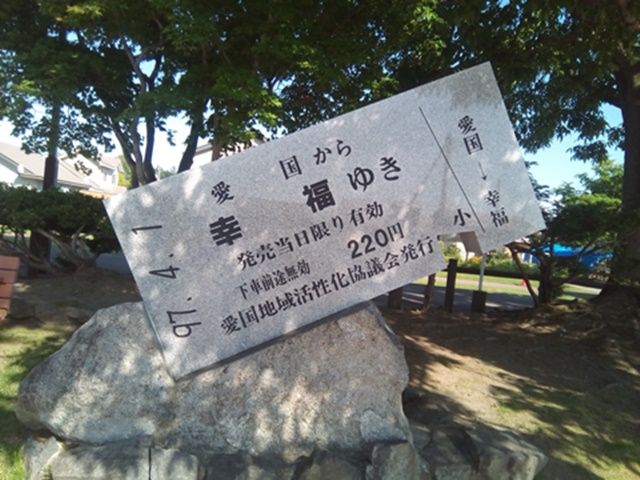 愛国から
幸福ゆき
発売当日限り有効
下車前途無効 220円
愛国地域活性化協議会発行
97.4.1
愛国→幸福
小